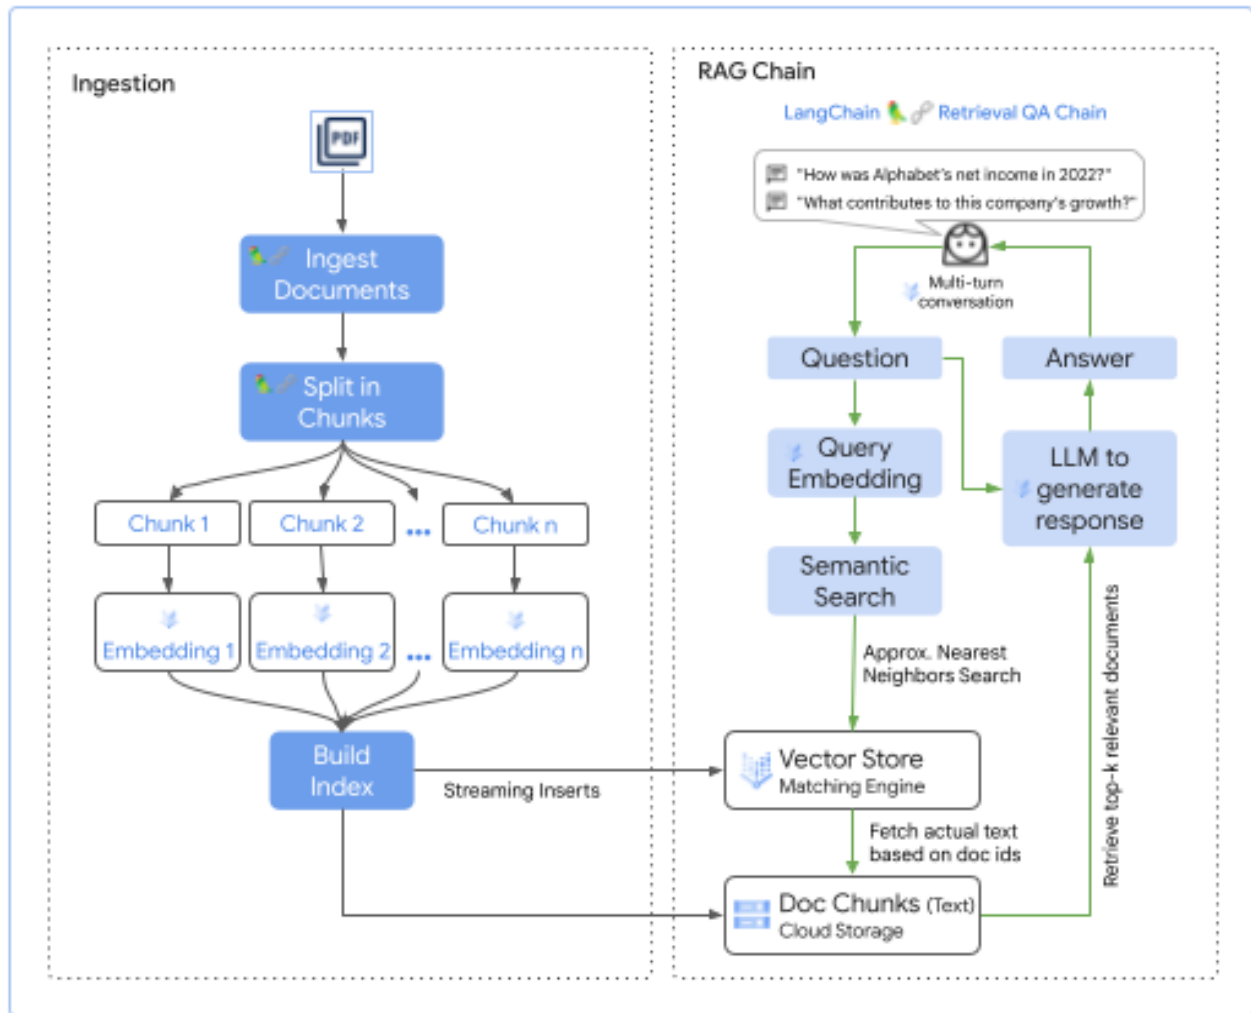 Ingestion
PDF
Ingest
Documents
Split in
Chunks
Chunk 1
Chunk 2
...
Chunk n
Embedding 1
Embedding 2
...
Embedding n
Build
Index
Streaming Inserts
RAG Chain
LangChain
Retrieval QA Chain
"How was Alphabet's net income in 2022?"
"What contributes to this company's growth?"
Multi-turn
conversation
Question
Answer
Query
Embedding
LLM to
generate
response
Semantic
Search
Approx. Nearest
Neighbors Search
Vector Store
Matching Engine
Fetch actual text
based on doc ids
Doc Chunks (Text)
Cloud Storage
Retrieve top-k relevant documents